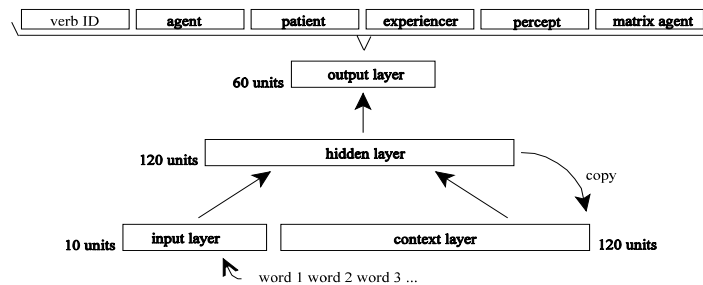 verb ID agent patient experiencer percept matrix agent
output layer
60 units
hidden layer
120 units
copy
10 units input layer context layer 120 units
word 1 word 2 word 3 ...